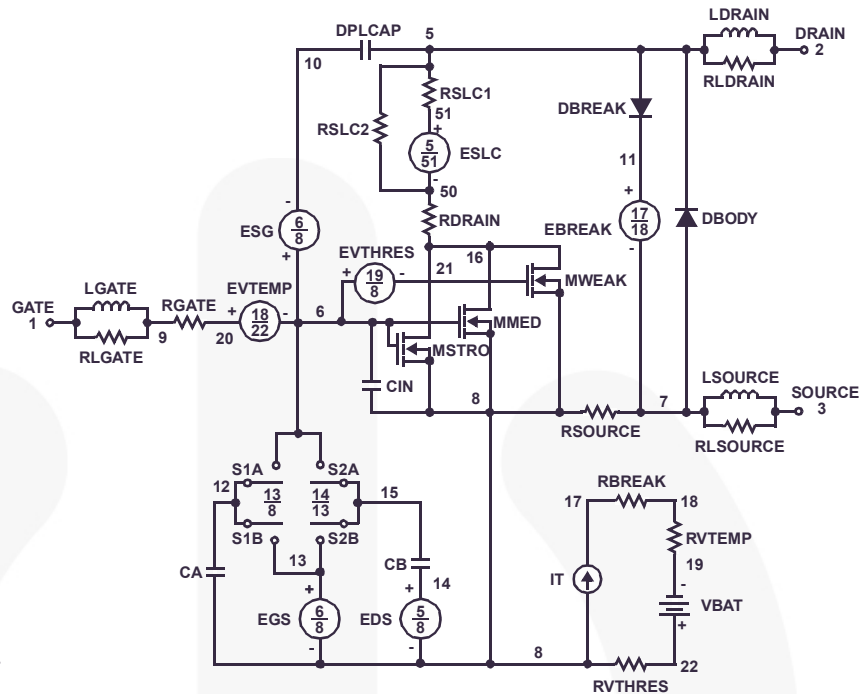 LDRAIN
DPLCAP
5
DRAIN
2
10
RLDRAIN
RSLC1
51
DBREAK
RSLC2
+
5
51
ESLC
-
50
11
-
+
ESG
6
8
+
RDRAIN
EBREAK
17
18
-
DBODY
EVTHRES
+
19
8
-
21
16
MWEAK
LGATE
EVTEMP
GATE
1
RGATE
+
18
22
-
6
MMED
9
20
RLGATE
MSTRO
CIN
LSOURCE
8
7
SOURCE
3
RSOURCE
RLSOURCE
S1A
S2A
12
13
8
14
13
15
RBREAK
17
18
S1B
S2B
RVTEMP
13
CB
19
CA
IT
-
14
+
+
VBAT
EGS
6
8
EDS
5
8
+
-
-
8
22
RVTHRES